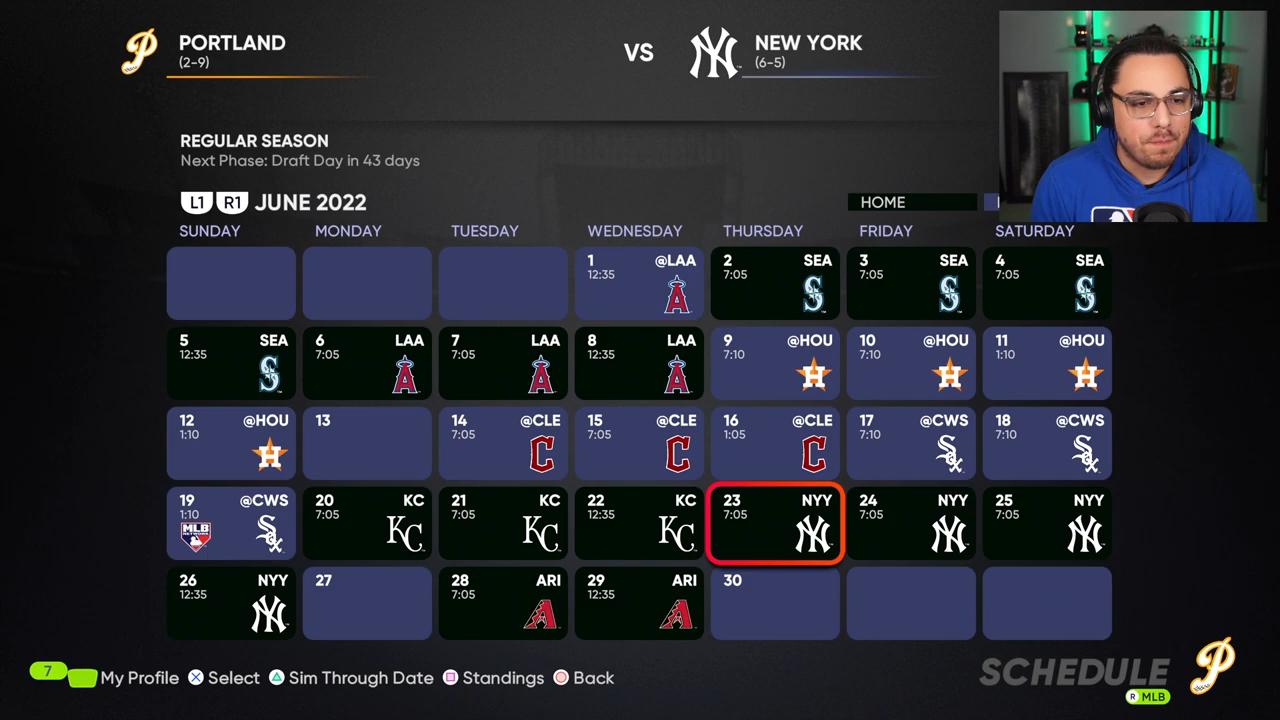 PORTLAND
(2-9)
VS
NEW YORK
(6-5)
REGULAR SEASON
Next Phase: Draft Day in 43 days
L1 R1 JUNE 2022
HOME
SUNDAY MONDAY TUESDAY WEDNESDAY THURSDAY FRIDAY SATURDAY
1 @LAA 2 SEA 3 SEA 4 SEA
12:35 7:05 7:05 7:05
5 SEA 6 LAA 7 LAA 8 LAA 9 @HOU 10 @HOU 11 @HOU
12:35 7:05 7:05 12:35 7:10 7:10 1:10
12 @HOU 13 14 @CLE 15 @CLE 16 @CLE 17 @CWS 18 @CWS
1:10 7:05 7:05 1:05 7:10 7:10
19 @CWS 20 KC 21 KC 22 KC 23 NYY 24 NYY 25 NYY
1:10 7:05 7:05 12:35 7:05 7:05 7:05
MLB NETWORK
26 NYY 27 28 ARI 29 ARI 30
12:35 7:05 12:35
7 My Profile Select Sim Through Date Standings Back
SCHEDULE
R MLB